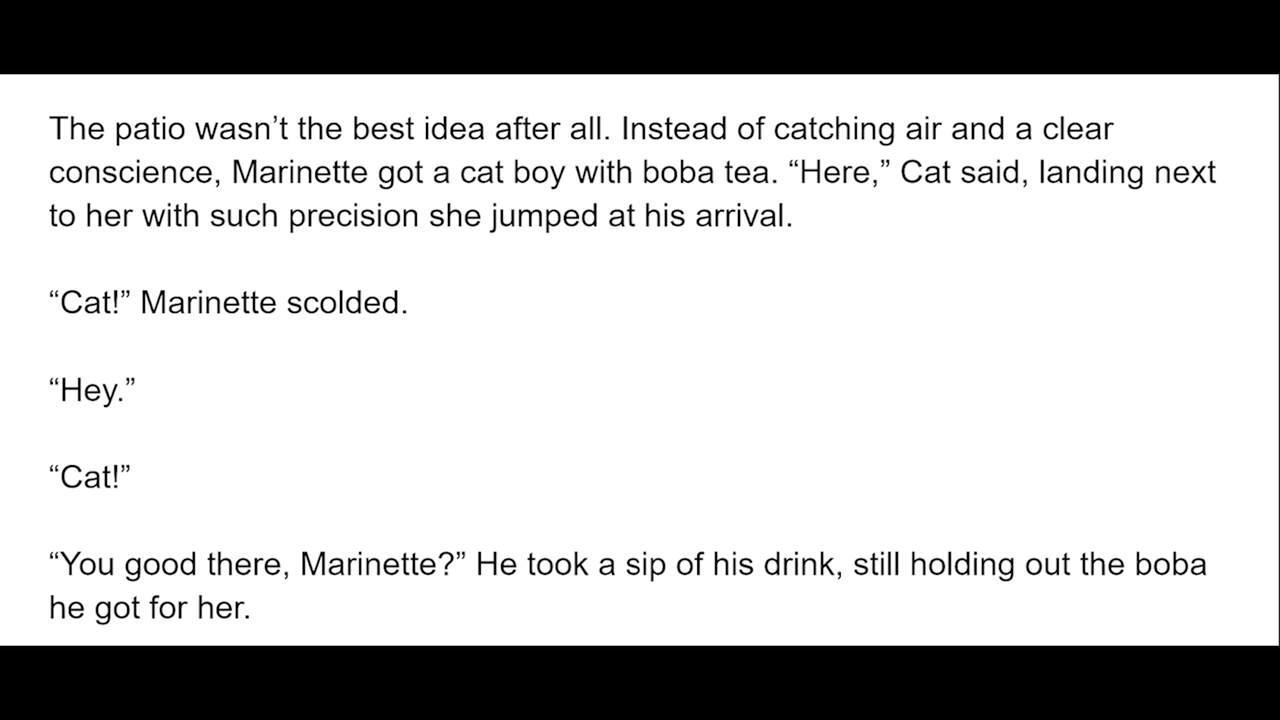 The patio wasn’t the best idea after all. Instead of catching air and a clear
conscience, Marinette got a cat boy with boba tea. “Here,” Cat said, landing next
to her with such precision she jumped at his arrival.
“Cat!” Marinette scolded.
“Hey.”
“Cat!”
“You good there, Marinette?” He took a sip of his drink, still holding out the boba
he got for her.